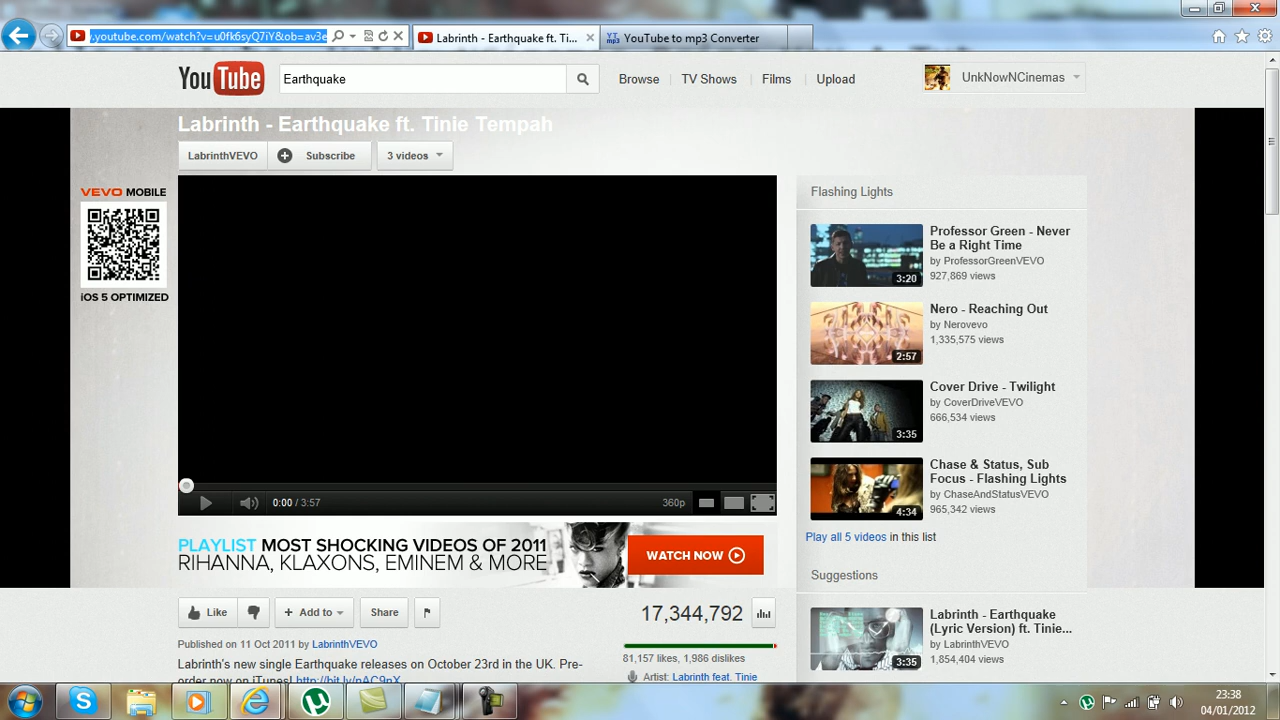 y.youtube.com/watch?v=u0fk6syQ7iY&ob=av3e
Labrinth - Earthquake ft. Ti...
YouTube to mp3 Converter
YouTube
Earthquake
Browse
TV Shows
Films
Upload
UnkNowNCinemas
Labrinth - Earthquake ft. Tinie Tempah
LabrinthVEVO
Subscribe
3 videos
VEVO MOBILE
iOS 5 OPTIMIZED
0:00 / 3:57
360p
Flashing Lights
Professor Green - Never
Be a Right Time
by ProfessorGreenVEVO
927,869 views
3:20
Nero - Reaching Out
by Nerovevo
1,335,575 views
2:57
Cover Drive - Twilight
by CoverDriveVEVO
666,534 views
3:35
Chase & Status, Sub
Focus - Flashing Lights
by ChaseAndStatusVEVO
965,342 views
4:34
Play all 5 videos in this list
Suggestions
Labrinth - Earthquake
(Lyric Version) ft. Tinie...
by LabrinthVEVO
1,854,404 views
3:35
PLAYLIST MOST SHOCKING VIDEOS OF 2011
RIHANNA, KLAXONS, EMINEM & MORE
WATCH NOW
Like
Add to
Share
17,344,792
Published on 11 Oct 2011 by LabrinthVEVO
81,157 likes, 1,986 dislikes
Labrinth's new single Earthquake releases on October 23rd in the UK. Pre-
order now on iTunes! http://bit.ly/nAC9pX
Artist: Labrinth feat. Tinie
23:38
04/01/2012